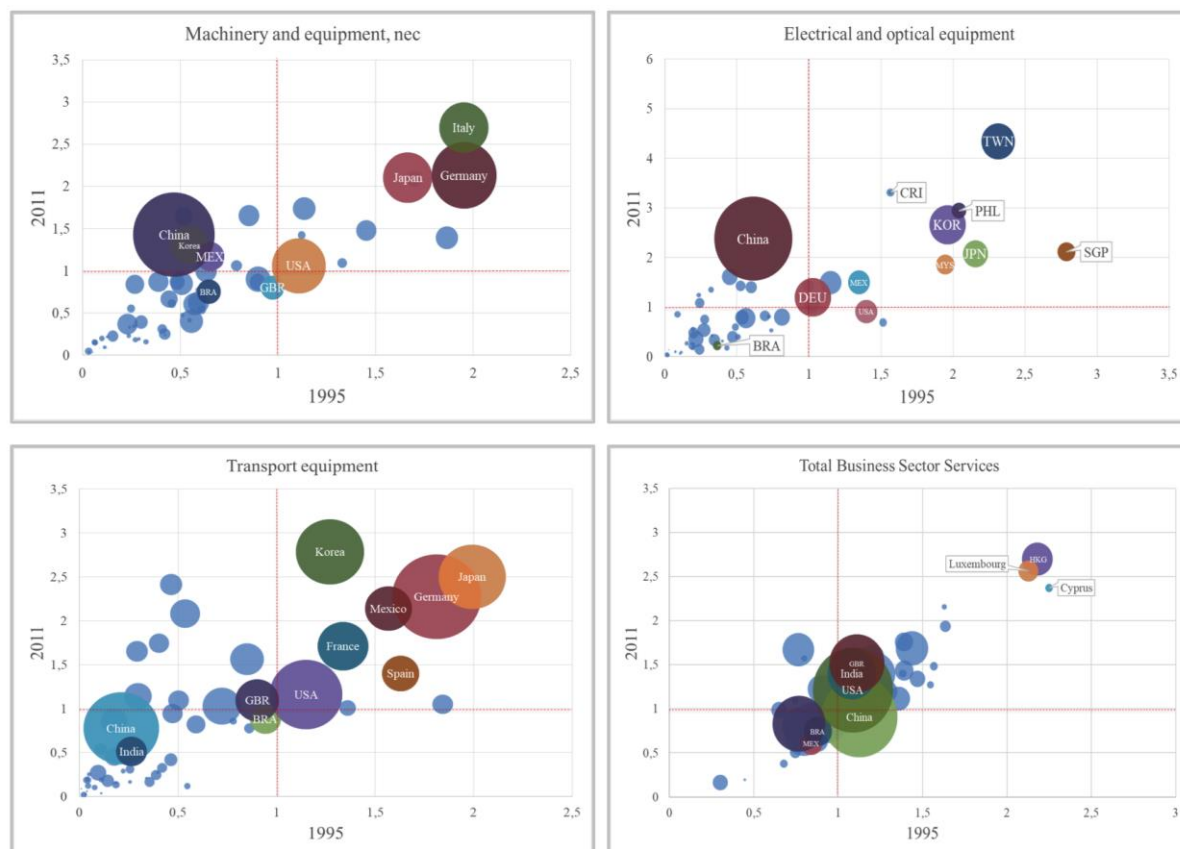 Machinery and equipment, nec
3,5
3
2,5
2
1,5
1
0,5
0
2011
Italy
Japan
Germany
China
Korea
MEX
USA
GBR
BRA
0
0,5
1
1,5
2
2,5
1995
Electrical and optical equipment
6
5
4
3
2
1
0
2011
TWN
CRI
PHL
KOR
China
JPN
SGP
MYS
MEX
DEU
USA
BRA
0
0,5
1
1,5
2
2,5
3
3,5
1995
Transport equipment
3,5
3
2,5
2
1,5
1
0,5
0
2011
Korea
Japan
Germany
Mexico
France
Spain
USA
GBR
BRA
China
India
0
0,5
1
1,5
2
2,5
1995
Total Business Sector Services
3,5
3
2,5
2
1,5
1
0,5
0
2011
HKG
Luxembourg
Cyprus
GBR
India
USA
China
BRA
MEX
0
0,5
1
1,5
2
2,5
3
1995